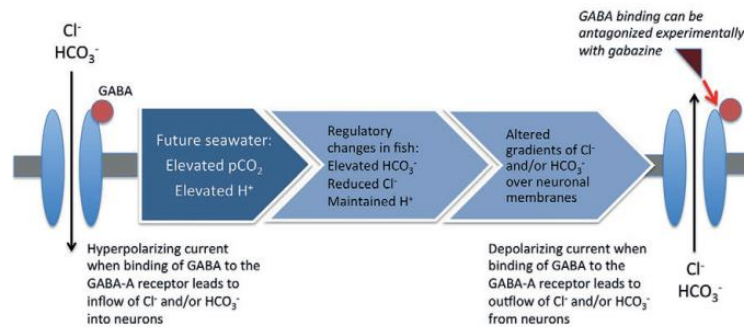 Cl⁻
HCO₃⁻
GABA
GABA binding can be
antagonized experimentally
with gabazine
Future seawater:
Elevated pCO₂
Elevated H⁺
Regulatory
changes in fish:
Elevated HCO₃⁻
Reduced Cl⁻
Maintained H⁺
Altered
gradients of Cl⁻
and/or HCO₃⁻
over neuronal
membranes
Hyperpolarizing current
when binding of GABA to the
GABA-A receptor leads to
inflow of Cl⁻ and/or HCO₃⁻
into neurons
Depolarizing current when
binding of GABA to the
GABA-A receptor leads to
outflow of Cl⁻ and/or HCO₃⁻
from neurons
Cl⁻
HCO₃⁻